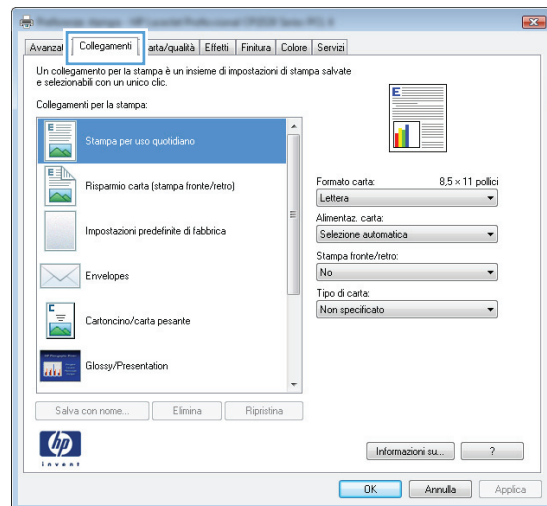 Avanzat
Collegamenti
arta/qualità
Effetti
Finitura
Colore
Servizi
Un collegamento per la stampa è un insieme di impostazioni di stampa salvate
e selezionabili con un unico clic.
Collegamenti per la stampa:
Stampa per uso quotidiano
Risparmio carta (stampa fronte/retro)
Impostazioni predefinite di fabbrica
Envelopes
Cartoncino/carta pesante
Glossy/Presentation
Salva con nome...
Elimina
Ripristina
E
Formato carta:
8,5 × 11 pollici
Lettera
Alimentaz. carta:
Selezione automatica
Stampa fronte/retro:
No
Tipo di carta:
Non specificato
hp
invent
Informazioni su...
?
OK
Annulla
Applica